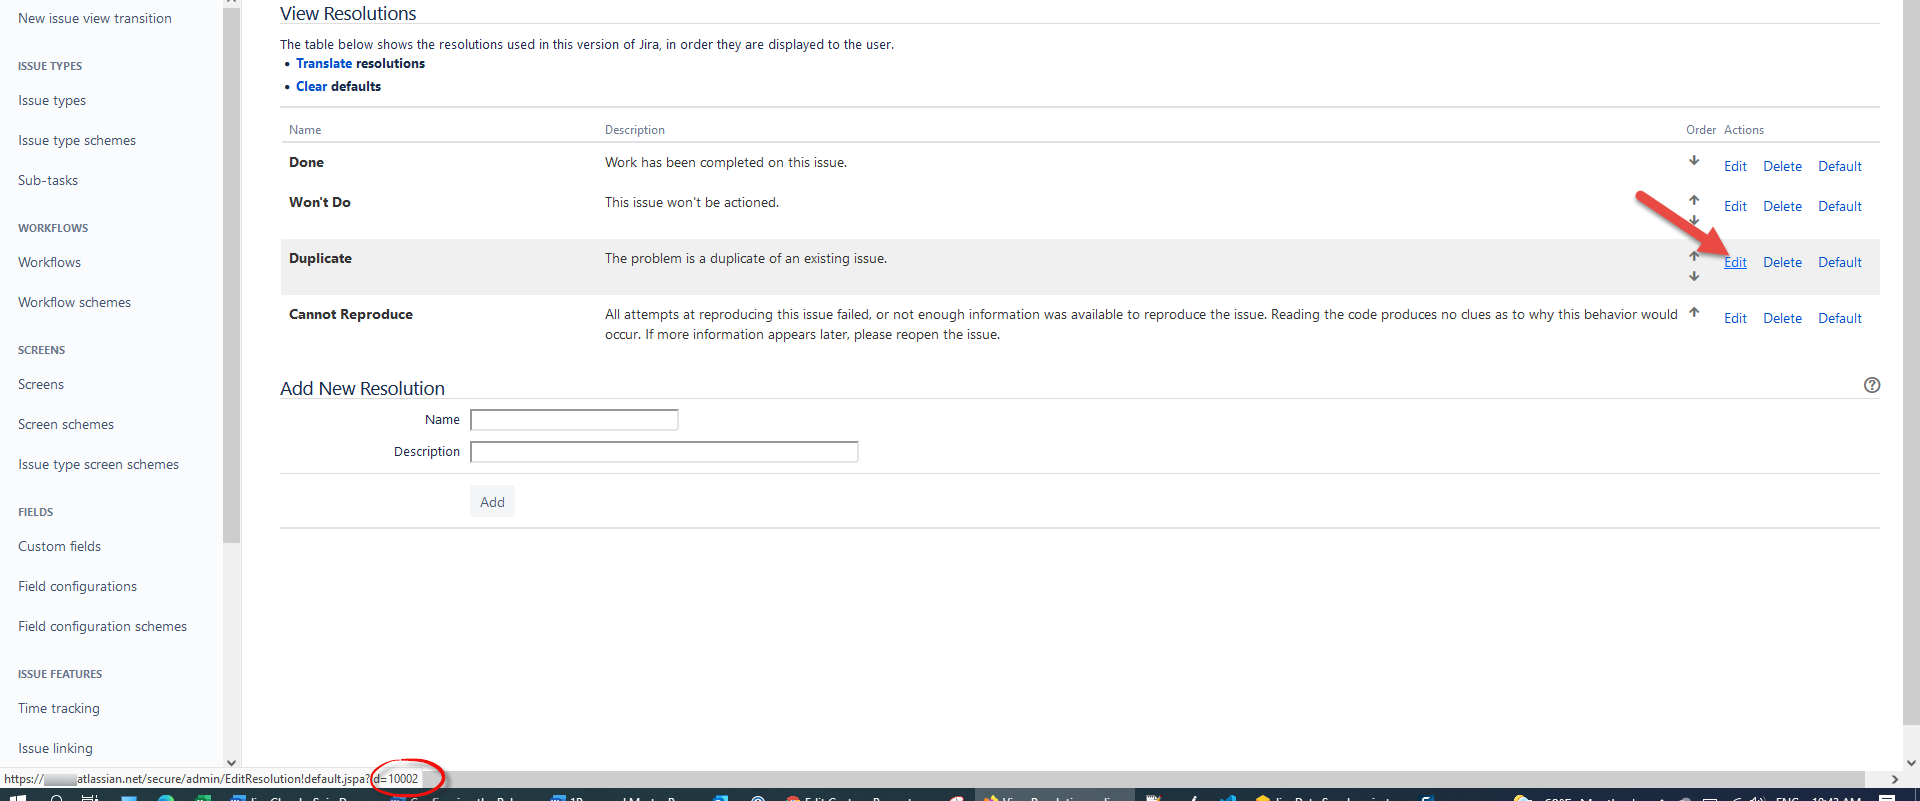 New issue view transition
ISSUE TYPES
Issue types
Issue type schemes
Sub-tasks
WORKFLOWS
Workflows
Workflow schemes
SCREENS
Screens
Screen schemes
Issue type screen schemes
FIELDS
Custom fields
Field configurations
Field configuration schemes
ISSUE FEATURES
Time tracking
Issue linking
View Resolutions
The table below shows the resolutions used in this version of Jira, in order they are displayed to the user.
• Translate resolutions
• Clear defaults
Name Description Order Actions
Done Work has been completed on this issue. Edit Delete Default
Won't Do This issue won't be actioned. Edit Delete Default
Duplicate The problem is a duplicate of an existing issue. Edit Delete Default
Cannot Reproduce All attempts at reproducing this issue failed, or not enough information was available to reproduce the issue. Reading the code produces no clues as to why this behavior would Edit Delete Default
occur. If more information appears later, please reopen the issue.
Add New Resolution
Name
Description
Add
https:// atlassian.net/secure/admin/EditResolution!default.jspa?id=10002